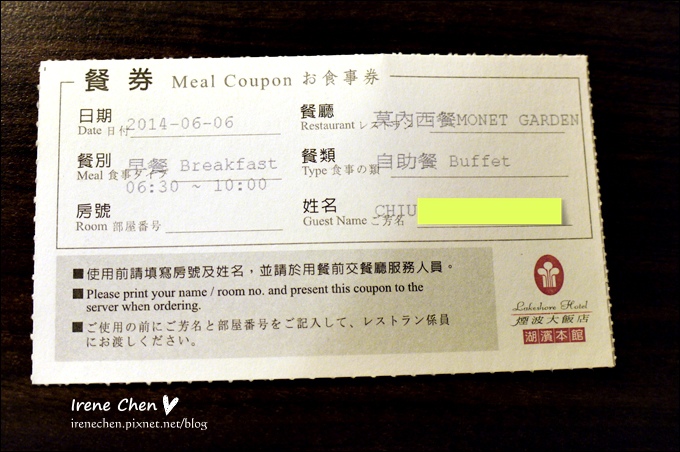 餐券 Meal Coupon お食事券
日期
Date 日付 2014-06-06
餐廳
Restaurant レストラン 莫內西餐MONET GARDEN
餐別 早餐 Breakfast
Meal 食事タイプ
06:30 ~ 10:00
餐類 自助餐 Buffet
Type 食事の類
房號
Room 部屋番号
姓名 CHIU
Guest Name ご芳名
■使用前請填寫房號及姓名，並請於用餐前交餐廳服務人員。
■Please print your name / room no. and present this coupon to the
server when ordering.
■ご使用の前にご芳名と部屋番号をご記入して、レストラン係員
にお渡しください。
Lakeshore Hotel
煙波大飯店
湖濱本館
Irene Chen
irenechen.pixnet.net/blog